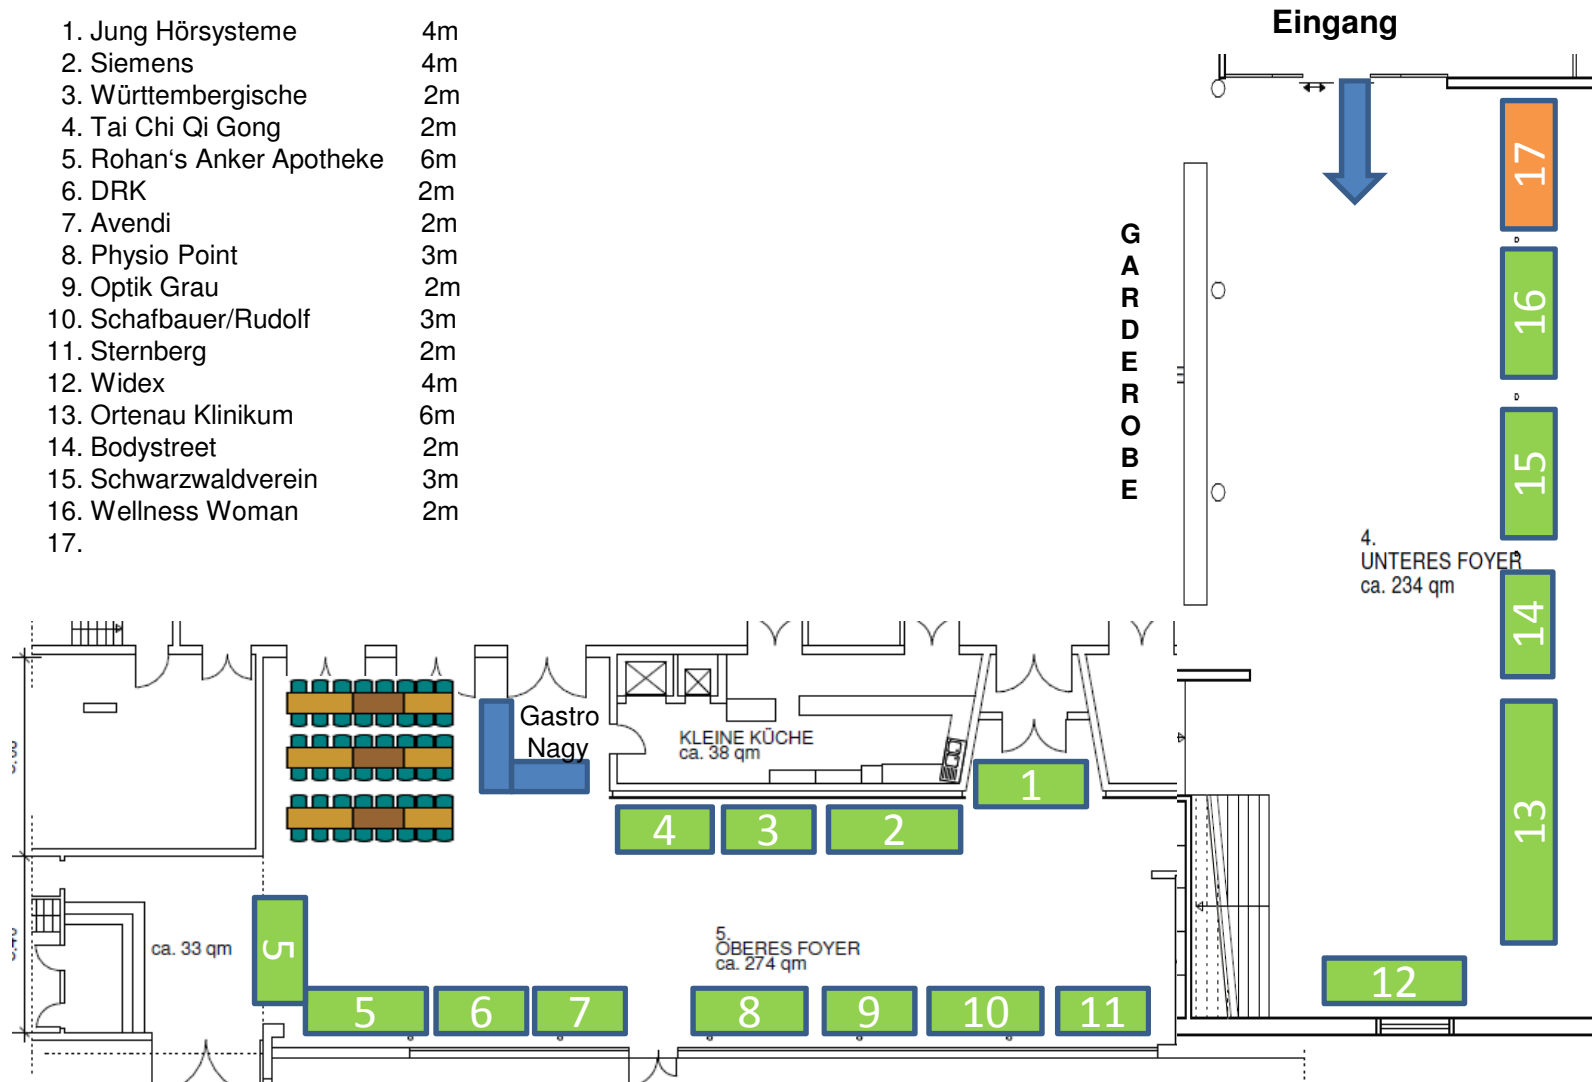 1. Jung Hörsysteme 4m
2. Siemens 4m
3. Württembergische 2m
4. Tai Chi Qi Gong 2m
5. Rohan‘s Anker Apotheke 6m
6. DRK 2m
7. Avendi 2m
8. Physio Point 3m
9. Optik Grau 2m
10. Schafbauer/Rudolf 3m
11. Sternberg 2m
12. Widex 4m
13. Ortenau Klinikum 6m
14. Bodystreet 2m
15. Schwarzwaldverein 3m
16. Wellness Woman 2m
17.
Eingang
GARDEROBE
17
16
15
4.
UNTERES FOYER
ca. 234 qm
14
13
12
Gastro
Nagy
KLEINE KÜCHE
ca. 38 qm
1
4
3
2
ca. 33 qm
5
5.
OBERES FOYER
ca. 274 qm
5
6
7
8
9
10
11